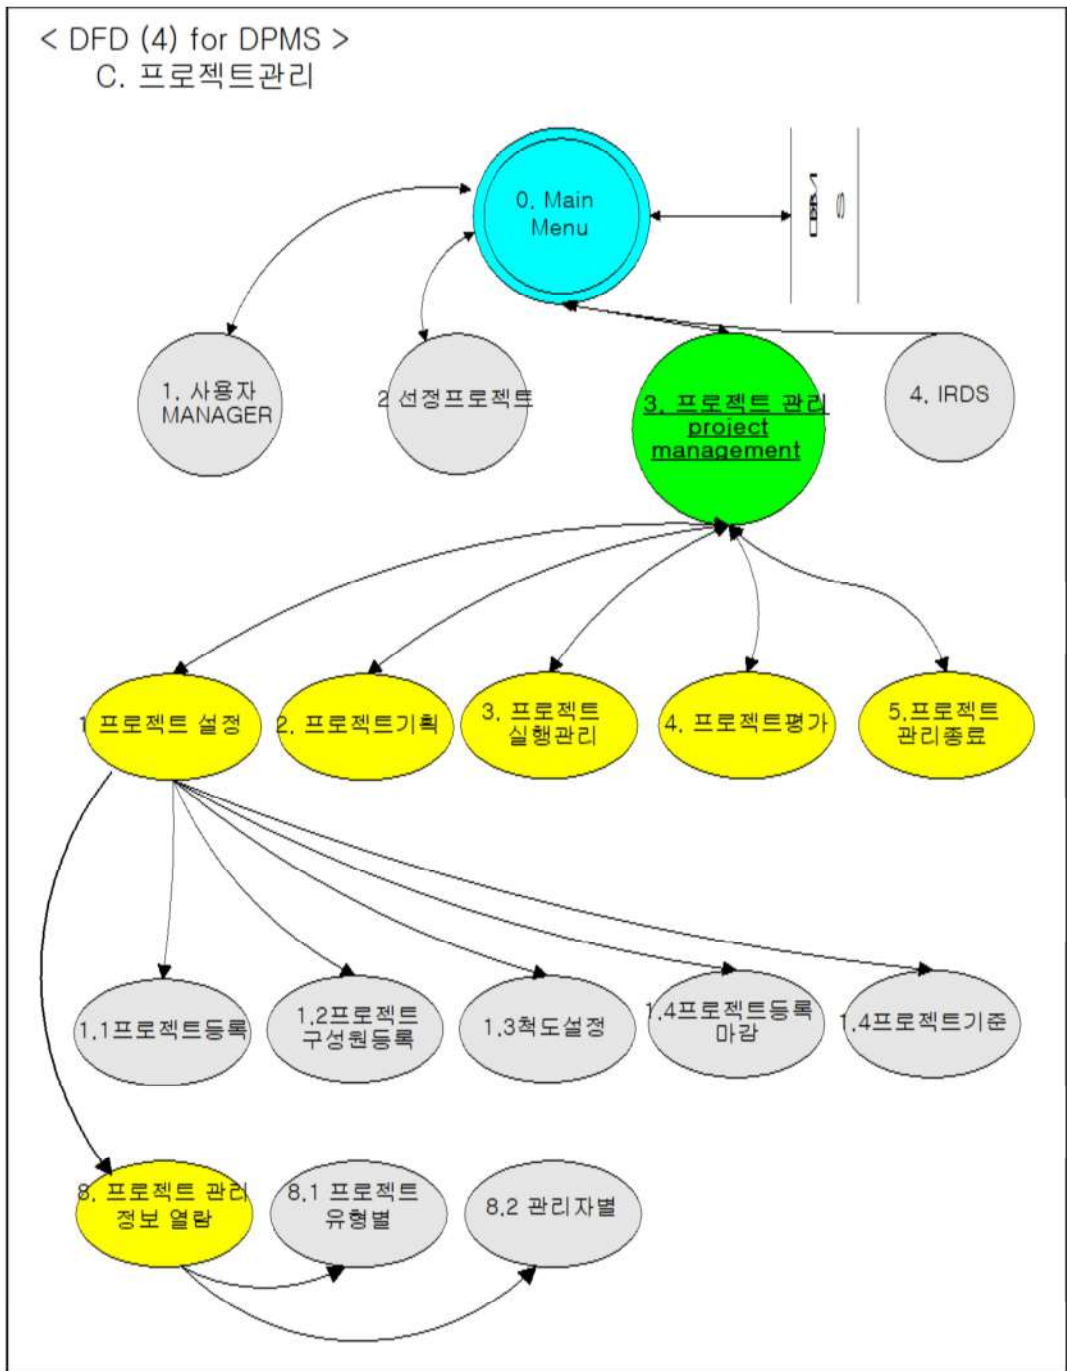 < DFD (4) for DPMS >
C. 프로젝트관리
0. Main
Menu
1. 사용자
MANAGER
2 선정프로젝트
3. 프로젝트 관리
project
management
4. IRDS
1 프로젝트 설정
2. 프로젝트기획
3. 프로젝트
실행관리
4. 프로젝트평가
5.프로젝트
관리종료
1.1프로젝트등록
1.2프로젝트
구성원등록
1.3척도설정
1.4프로젝트등록
마감
1.4프로젝트기준
8. 프로젝트 관리
정보 열람
8.1 프로젝트
유형별
8.2 관리자별